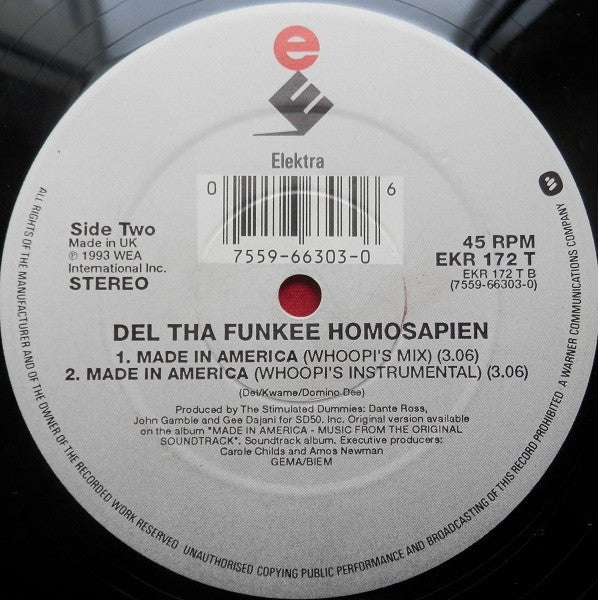 e
E
Elektra
0 6
7559-66303-0
Side Two
Made in UK
℗ 1993 WEA
International Inc.
STEREO
45 RPM
EKR 172 T
EKR 172 T B
(7559-66303-0)
DEL THA FUNKEE HOMOSAPIEN
1. MADE IN AMERICA (WHOOPI'S MIX) (3.06)
2. MADE IN AMERICA (WHOOPI'S INSTRUMENTAL) (3.06)
(Del/Kwame/Domino Dee)
Produced by The Stimulated Dummies: Dante Ross,
John Gamble and Gee Dajani for SD50, Inc. Original version available
on the album "MADE IN AMERICA - MUSIC FROM THE ORIGINAL
SOUNDTRACK". Soundtrack album. Executive producers:
Carole Childs and Amos Newman
GEMA/BIEM
ALL RIGHTS OF THE MANUFACTURER AND OF THE OWNER OF THE RECORDED WORK RESERVED UNAUTHORISED COPYING PUBLIC PERFORMANCE AND BROADCASTING OF THIS RECORD PROHIBITED A WARNER COMMUNICATIONS COMPANY